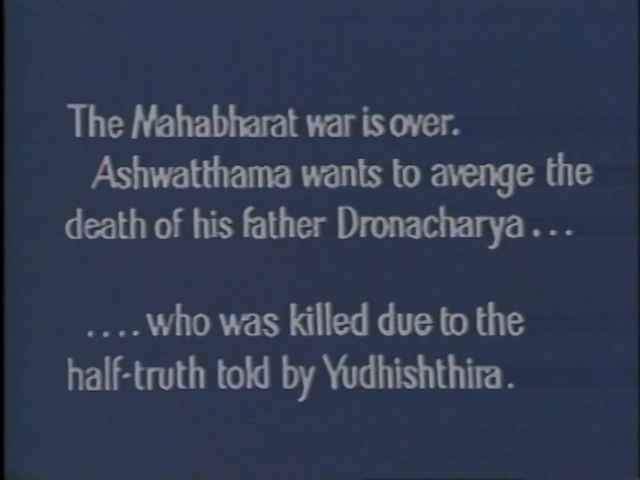 The Mahabharat war is over.
Ashwatthama wants to avenge the
death of his father Dronacharya...
....who was killed due to the
half-truth told by Yudhishthira.